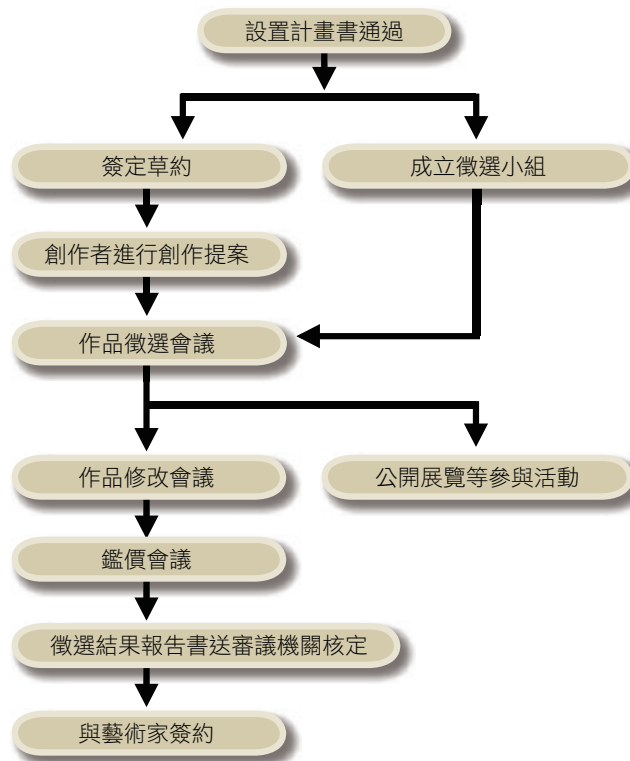 設置計畫書通過
簽定草約
成立徵選小組
創作者進行創作提案
作品徵選會議
作品修改會議
公開展覽等參與活動
鑑價會議
徵選結果報告書送審議機關核定
與藝術家簽約